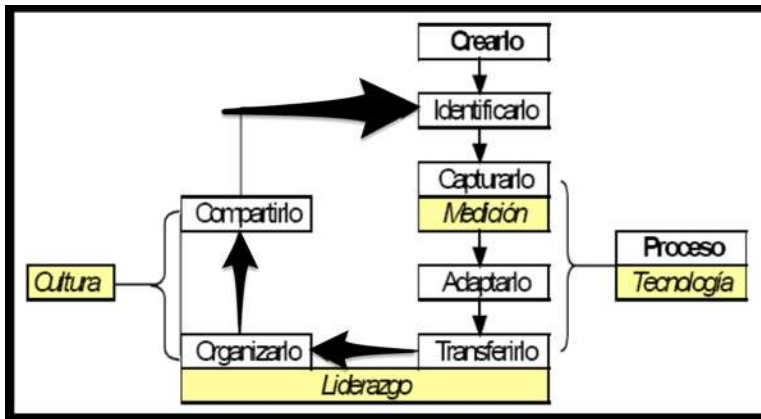 Crearlo
Identificarlo
Capturarlo
Compartirlo
Medición
Proceso
Cultura
Adaptarlo
Tecnología
Organizarlo
Transferirlo
Liderazgo